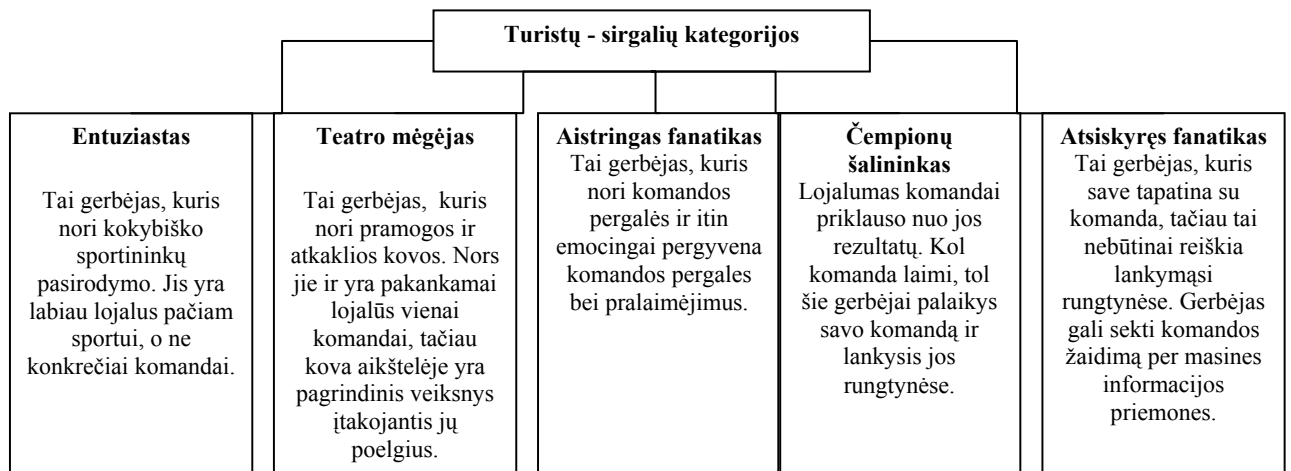 Turistų - sirgalių kategorijos
Entuziastas
Tai gerbėjas, kuris
nori kokybiško
sportininkų
pasirodymo. Jis yra
labiau lojalus pačiam
sportui, o ne
konkrečiai komandai.
Teatro mėgėjas
Tai gerbėjas, kuris
nori pramogos ir
atkaklios kovos. Nors
jie ir yra pakankamai
lojalūs vienai
komandai, tačiau
kova aikštelėje yra
pagrindinis veiksnys
įtakojantis jų
poelgius.
Aistringas fanatikas
Tai gerbėjas, kuris
nori komandos
pergalės ir itin
emocingai pergyvena
komandos pergales
bei pralaimėjimus.
Čempionų
šalininkas
Lojalumas komandai
priklauso nuo jos
rezultatų. Kol
komanda laimi, tol
šie gerbėjai palaikys
savo komandą ir
lankysis jos
rungtynėse.
Atsiskyręs fanatikas
Tai gerbėjas, kuris
save tapatina su
komanda, tačiau tai
nebūtinai reiškia
lankymąsi
rungtynėse. Gerbėjas
gali sekti komandos
žaidimą per masines
informacijos
priemones.